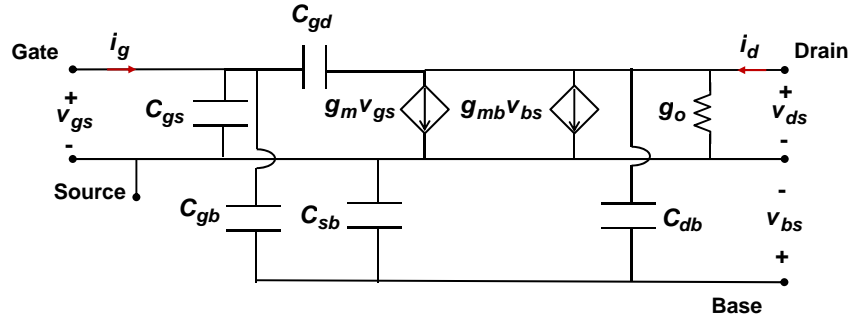 C_gd
Gate i_g i_d Drain
+ +
v_gs C_gs g_m v_gs g_mb v_bs g_o v_ds
- -
Source -
C_gb C_sb C_db v_bs
+
Base